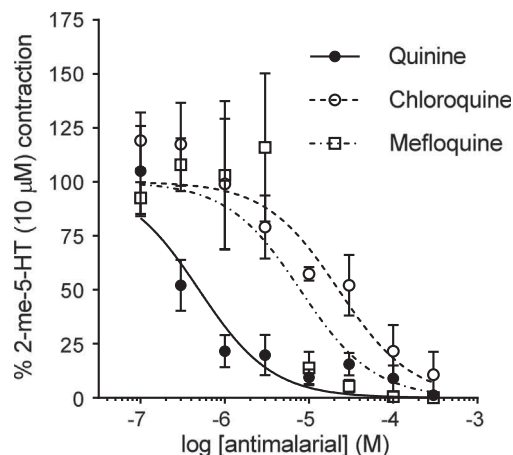 % 2-me-5-HT (10 μM) contraction
175
150
125
100
75
50
25
0
Quinine
Chloroquine
Mefloquine
-7
-6
-5
-4
-3
log [antimalarial] (M)